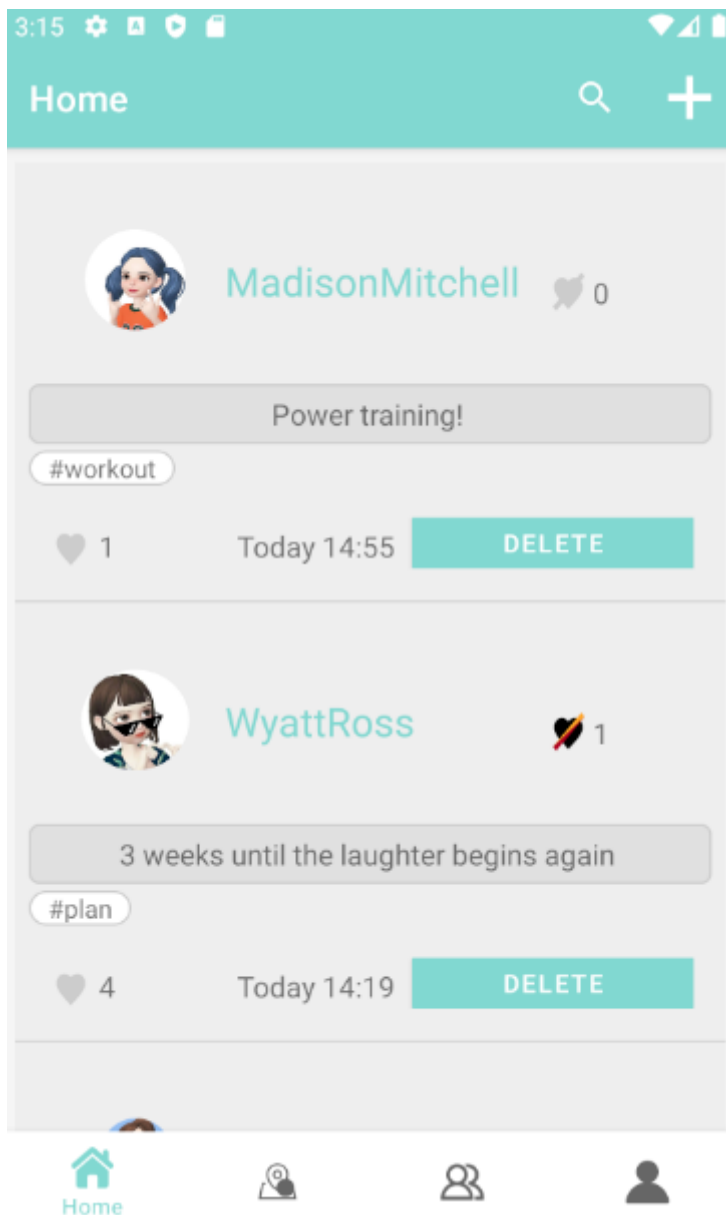 3:15
Home
MadisonMitchell 0
Power training!
#workout
1 Today 14:55 DELETE
WyattRoss 1
3 weeks until the laughter begins again
#plan
4 Today 14:19 DELETE
Home